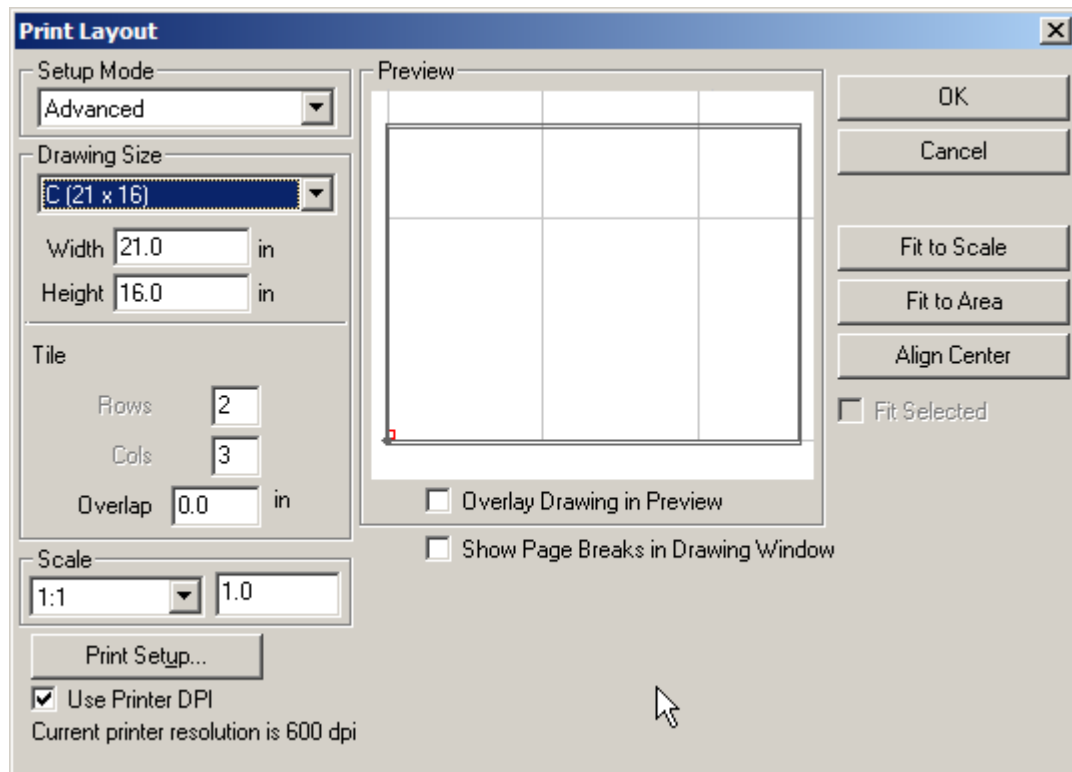 Print Layout
Setup Mode
Advanced
Drawing Size
C (21 x 16)
Width 21.0 in
Height 16.0 in
Tile
Rows 2
Cols 3
Overlap 0.0 in
Scale
1:1 1.0
Print Setup...
Use Printer DPI
Current printer resolution is 600 dpi
Preview
Overlay Drawing in Preview
Show Page Breaks in Drawing Window
OK
Cancel
Fit to Scale
Fit to Area
Align Center
Fit Selected